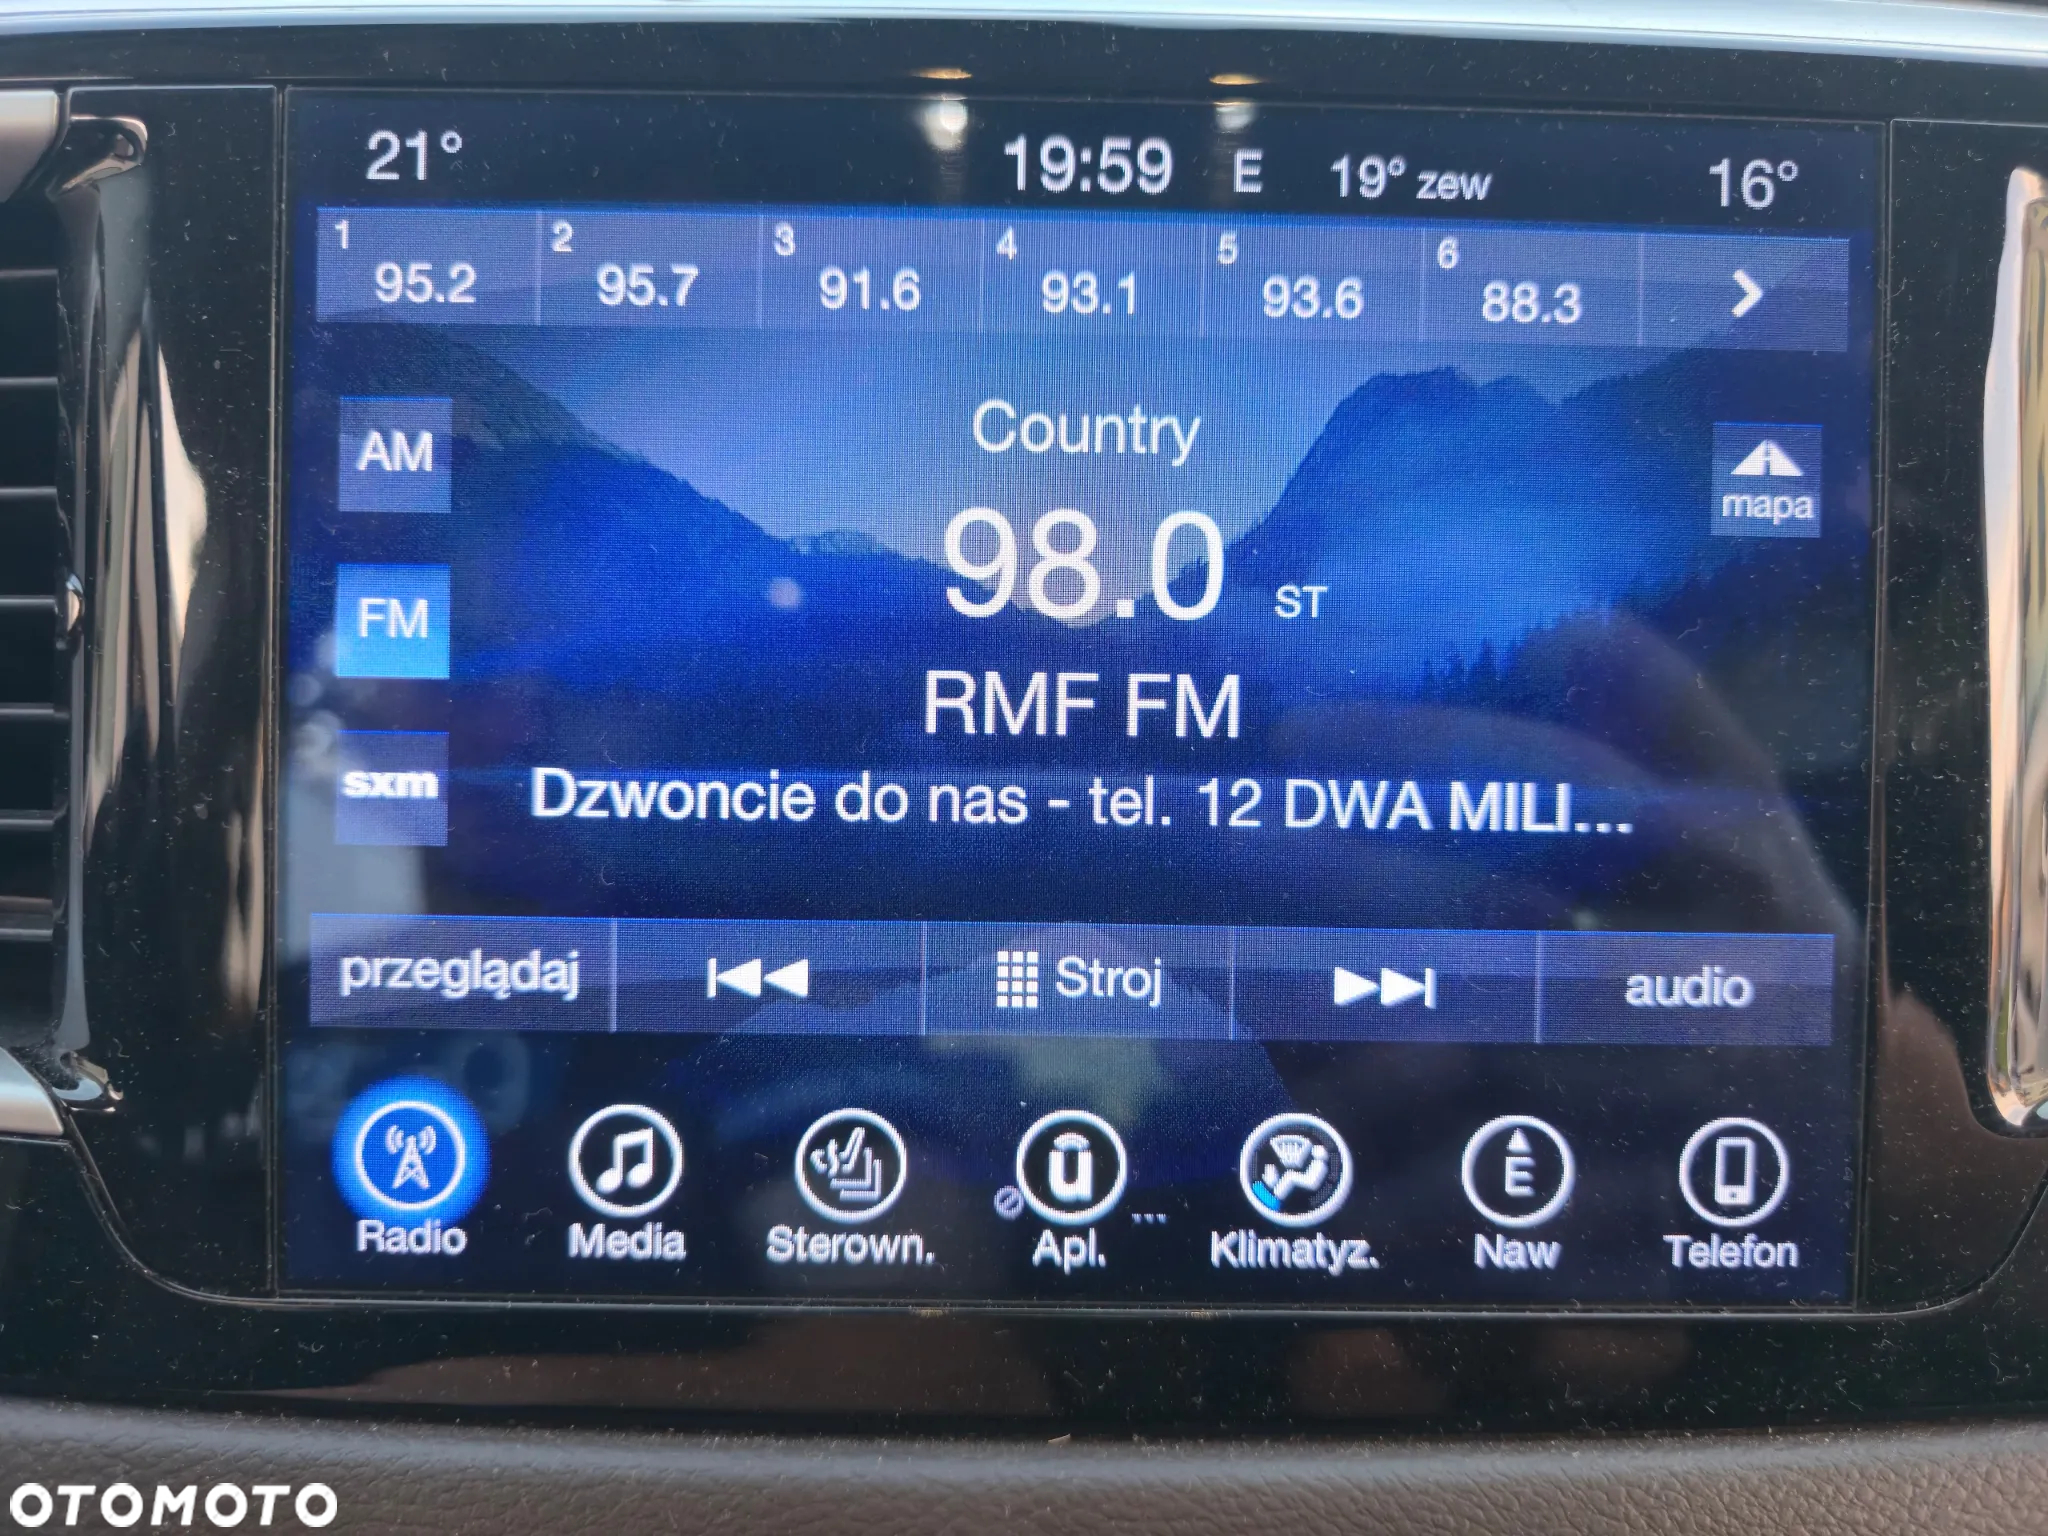 21° 19:59 E 19° zew 16°
1 2 3 4 5 6
95.2 95.7 91.6 93.1 93.6 88.3
Country
AM
mapa
98.0 ST
FM
RMF FM
sxm
Dzwoncie do nas - tel. 12 DWA MILI...
przeglądaj Stroj audio
E
Radio Media Sterown. Apl. ... Klimatyz. Naw Telefon
OTOMOTO